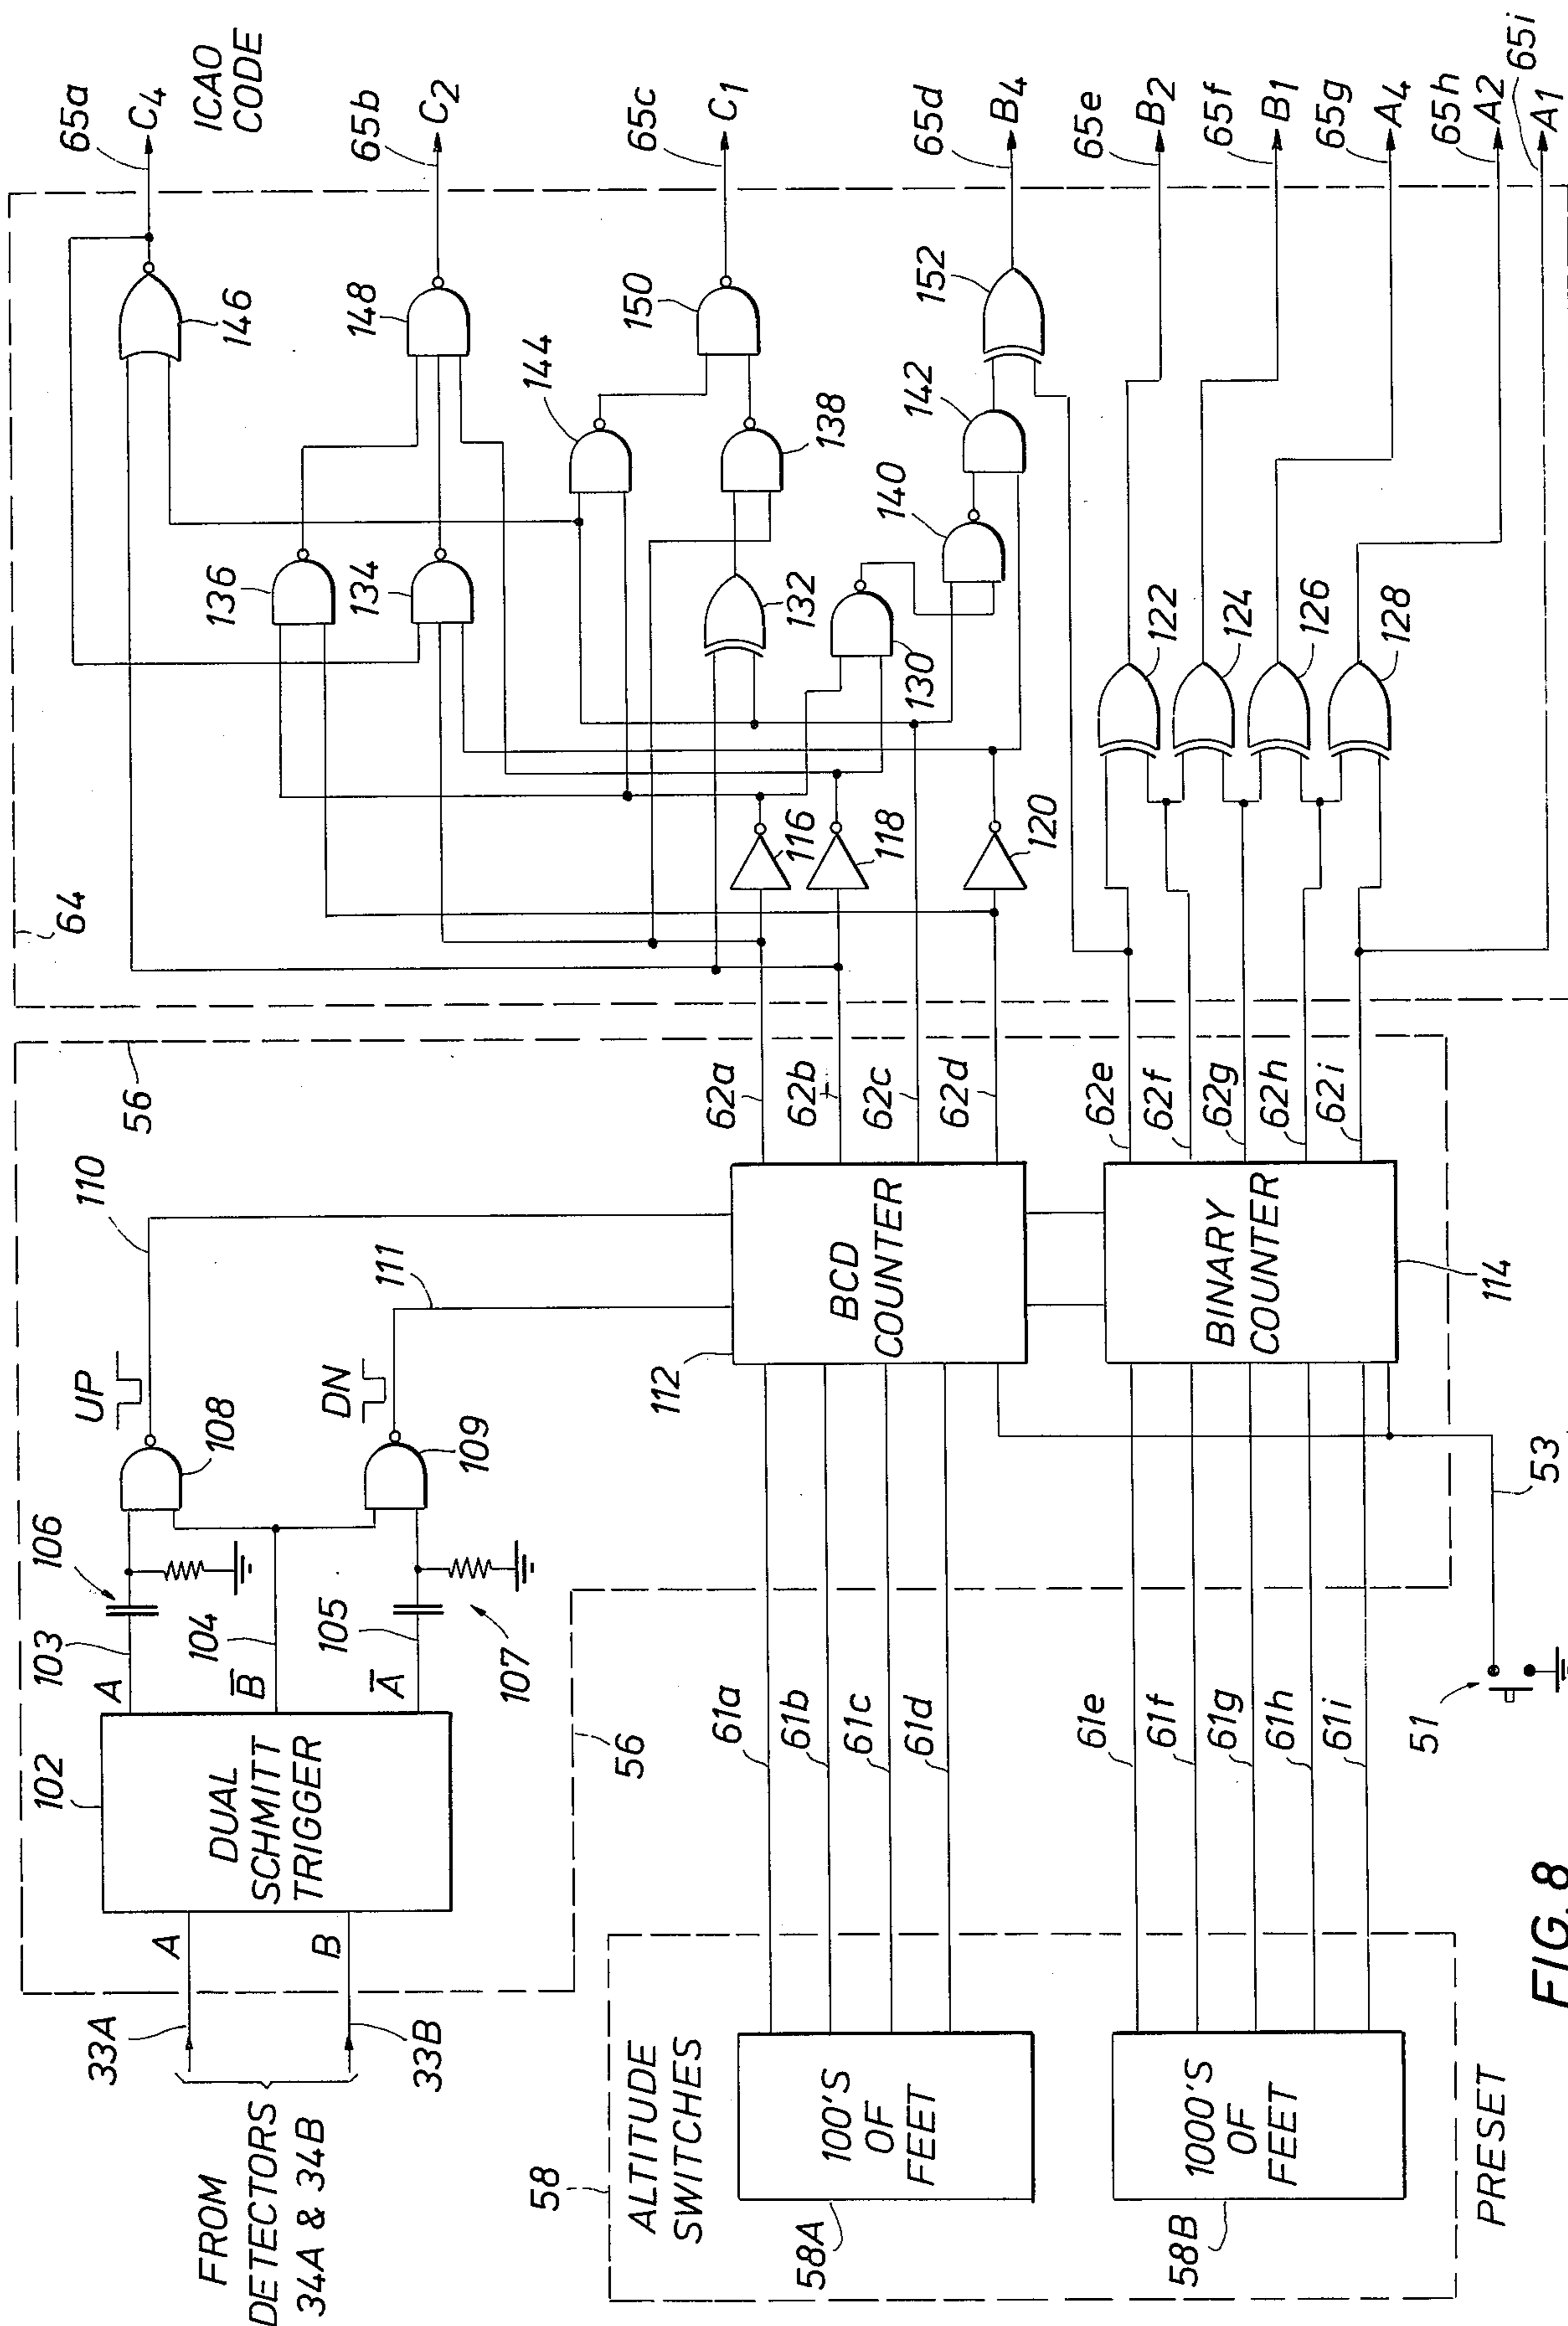 FROM
DETECTORS
34A & 34B
33A
33B
A
B
102
DUAL
SCHMITT
TRIGGER
56
103
A
104
B̅
105
A̅
106
107
108
109
UP
DN
110
111
56
58
ALTITUDE
SWITCHES
58A
100'S
OF
FEET
58B
1000'S
OF
FEET
PRESET
61a
61b
61c
61d
61e
61f
61g
61h
61i
51
53
112
BCD
COUNTER
BINARY
COUNTER
114
62a
62b
62c
62d
62e
62f
62g
62h
62i
64
116
118
120
122
124
126
128
130
132
134
136
138
140
142
144
146
148
150
152
65a
C4
ICAO
CODE
65b
C2
65c
C1
65d
B4
65e
B2
65f
B1
65g
A4
65h
A2
65i
A1
FIG. 8